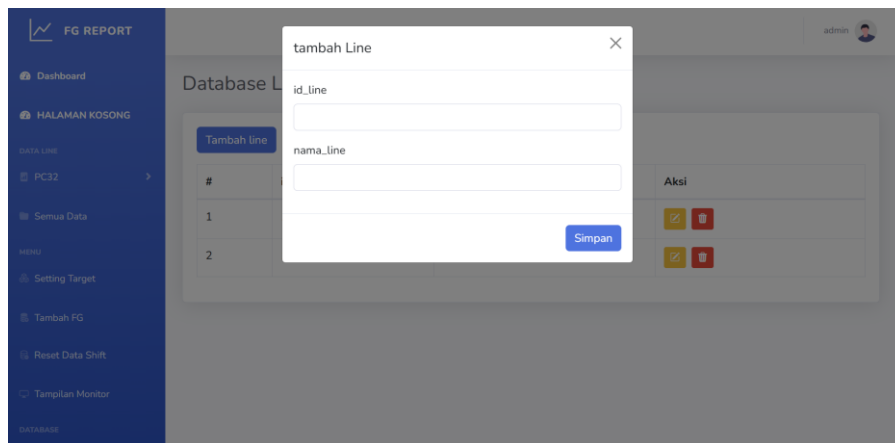 FG REPORT
admin
Dashboard
HALAMAN KOSONG
DATA LINE
PC32
Semua Data
MENU
Setting Target
Tambah FG
Reset Data Shift
Tampilan Monitor
DATABASE
Database L
Tambah line
#
Aksi
1
2
tambah Line
id_line
nama_line
Simpan